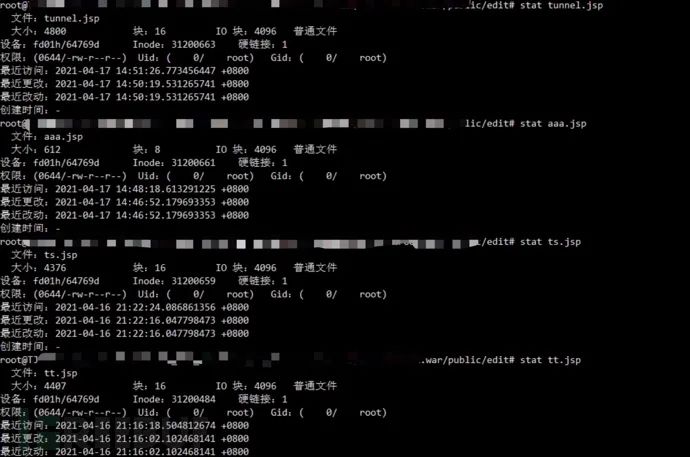 root@ /public/edit# stat tunnel.jsp
文件：tunnel.jsp
大小：4800 块：16 IO 块：4096 普通文件
设备：fd01h/64769d Inode：31200663 硬链接：1
权限：(0644/-rw-r--r--) Uid：( 0/ root) Gid：( 0/ root)
最近访问：2021-04-17 14:51:26.773456447 +0800
最近更改：2021-04-17 14:50:19.531265741 +0800
最近改动：2021-04-17 14:50:19.531265741 +0800
创建时间：-
root@ lic/edit# stat aaa.jsp
文件：aaa.jsp
大小：612 块：8 IO 块：4096 普通文件
设备：fd01h/64769d Inode：31200661 硬链接：1
权限：(0644/-rw-r--r--) Uid：( 0/ root) Gid：( 0/ root)
最近访问：2021-04-17 14:48:18.613291225 +0800
最近更改：2021-04-17 14:46:52.179693353 +0800
最近改动：2021-04-17 14:46:52.179693353 +0800
创建时间：-
root /edit# stat ts.jsp
文件：ts.jsp
大小：4376 块：16 IO 块：4096 普通文件
设备：fd01h/64769d Inode：31200659 硬链接：1
权限：(0644/-rw-r--r--) Uid：( 0/ root) Gid：( 0/ root)
最近访问：2021-04-16 21:22:24.086861356 +0800
最近更改：2021-04-16 21:22:16.047798473 +0800
最近改动：2021-04-16 21:22:16.047798473 +0800
创建时间：-
root@TJ .war/public/edit# stat tt.jsp
文件：tt.jsp
大小：4407 块：16 IO 块：4096 普通文件
设备：fd01h/64769d Inode：31200484 硬链接：1
权限：(0644/-rw-r--r--) Uid：( 0/ root) Gid：( 0/ root)
最近访问：2021-04-16 21:16:18.504812674 +0800
最近更改：2021-04-16 21:16:02.102468141 +0800
最近改动：2021-04-16 21:16:02.102468141 +0800